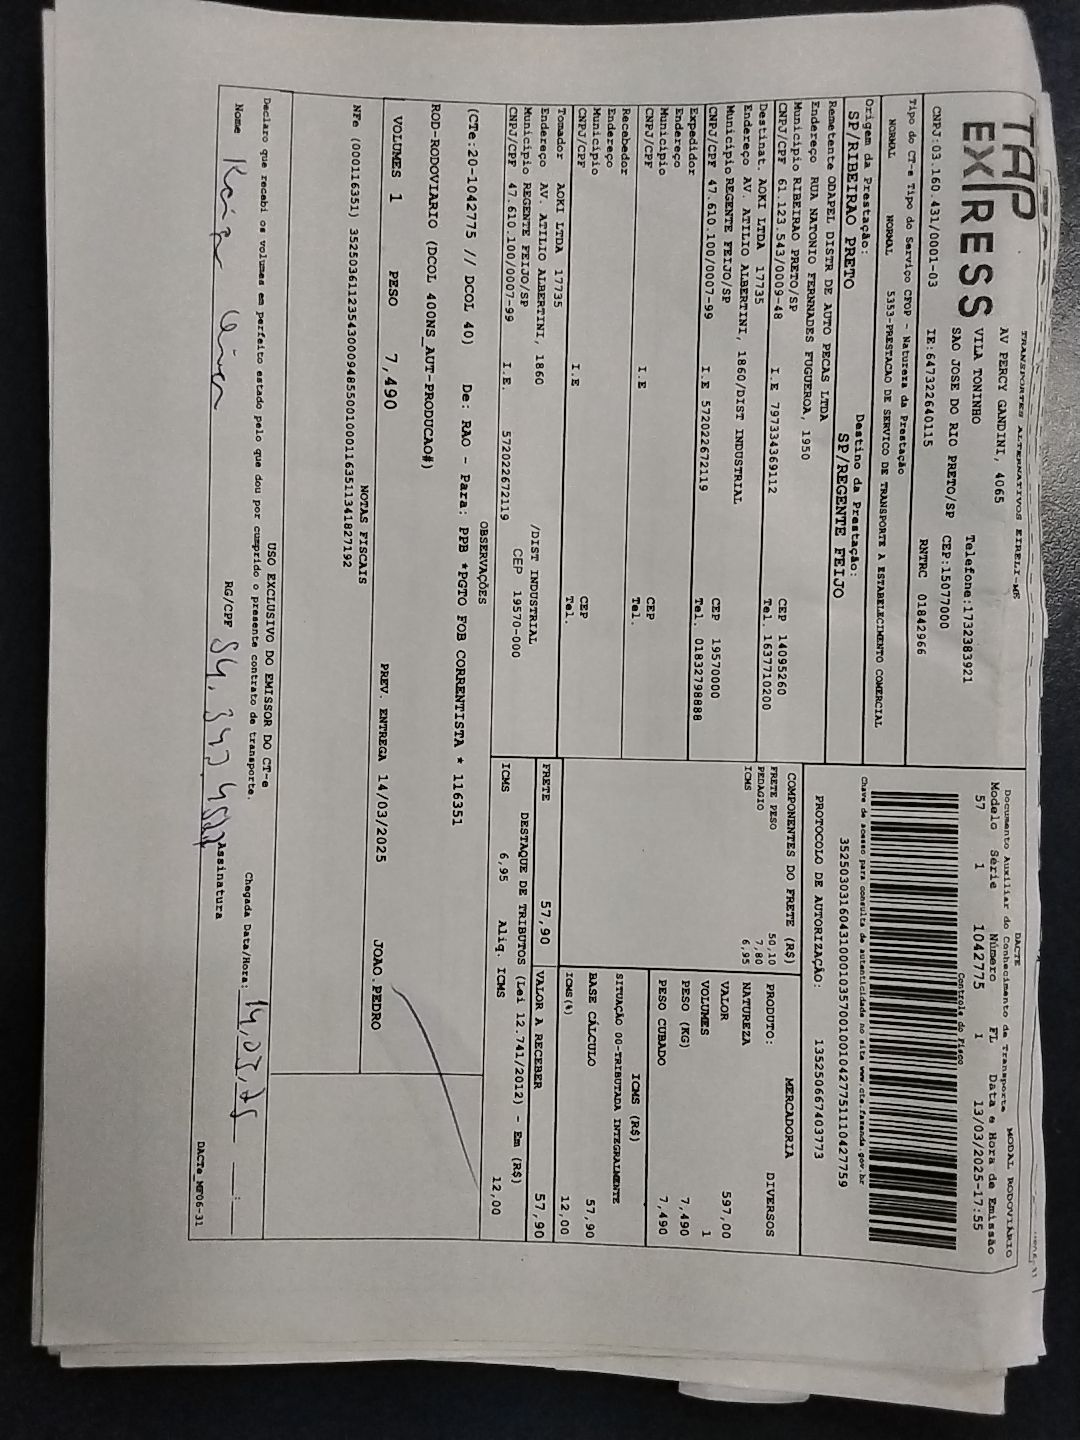 TAP
EXPRESS
TRANSPORTES ALTERNATIVOS EIRELI-ME
AV PERCY GANDINI, 4065
VILA TONINHO Telefone:1732383921
SAO JOSE DO RIO PRETO/SP CEP:15077000
CNPJ:03.160.431/0001-03 IE:647322640115 RNTRC 01842966
Tipo do CT-e Tipo do Serviço CFOP - Natureza da Prestação
NORMAL NORMAL 5353-PRESTACAO DE SERVICO DE TRANSPORTE A ESTABELECIMENTO COMERCIAL
Origem da Prestação: Destino da Prestação:
SP/RIBEIRAO PRETO SP/REGENTE FEIJO
Remetente ODAPEL DISTR DE AUTO PECAS LTDA
Endereço RUA NATONIO FERNNADES FUGUEROA, 1950
Município RIBEIRAO PRETO/SP CEP 14095260
CNPJ/CPF 61.123.543/0009-48 I.E 797334369112 Tel. 1637710200
Destinat. AOKI LTDA 17735
Endereço AV. ATILIO ALBERTINI, 1860/DIST INDUSTRIAL
Município REGENTE FEIJO/SP CEP 19570000
CNPJ/CPF 47.610.100/0007-99 I.E 572022672119 Tel. 01832798888
Expedidor
Endereço
Município CEP
CNPJ/CPF I.E Tel.
Recebedor
Endereço
Município CEP
CNPJ/CPF I.E Tel.
Tomador AOKI LTDA 17735
Endereço AV. ATILIO ALBERTINI, 1860 /DIST INDUSTRIAL
Município REGENTE FEIJO/SP CEP 19570-000
CNPJ/CPF 47.610.100/0007-99 I.E. 572022672119
DACTE MODAL RODOVIÁRIO
Documento Auxiliar do Conhecimento de Transporte
Modelo Série Número FL Data e Hora de Emissão
57 1 1042775 1 13/03/2025-17:55
Controle do Fisco
Chave de acesso para consulta de autenticidade no site www.cte.fazenda.gov.br
PROTOCOLO DE AUTORIZAÇÃO: 135250667403773
COMPONENTES DO FRETE (R$)
FRETE PESO 50,10
PEDAGIO 7,80
ICMS 6,95
MERCADORIA
PRODUTO: DIVERSOS
NATUREZA
VALOR 597,00
VOLUMES 1
PESO (KG) 7,490
PESO CUBADO 7,490
ICMS (R$)
SITUAÇÃO 00-TRIBUTADA INTEGRALMENTE
BASE CÁLCULO 57,90
ICMS(%) 12,00
FRETE 57,90 VALOR A RECEBER 57,90
DESTAQUE DE TRIBUTOS (Lei 12.741/2012) - Em (R$)
ICMS 6,95 Aliq. ICMS 12,00
OBSERVAÇÕES
(CTe:20-1042775 // DCOL 40) De: RAO - Para: PPB *PGTO FOB CORRENTISTA * 116351
ROD-RODOVIARIO (DCOL 400NS_AUT-PRODUCAO#)
VOLUMES 1 PESO 7,490 PREV. ENTREGA 14/03/2025 JOAO.PEDRO
NOTAS FISCAIS
NFe (000116351)
USO EXCLUSIVO DO EMISSOR DO CT-e
Declaro que recebi os volumes em perfeito estado pelo que dou por cumprido o presente contrato de transporte. Chegada Data/Hora: 14,03,25 __:__
Nome RG/CPF Assinatura
DACTe_MF06-31